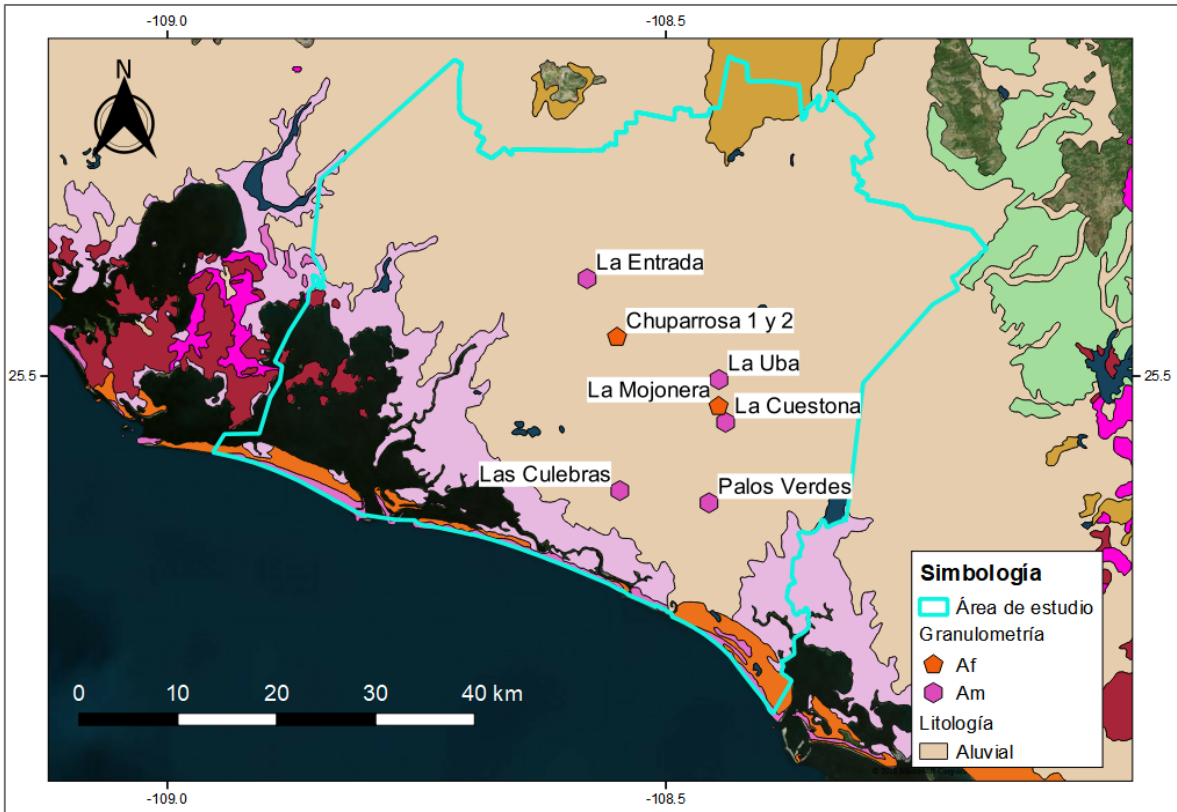 -109.0
-108.5
N
La Entrada
Chuparrosa 1 y 2
25.5
25.5
La Uba
La Mojonera
La Cuestona
Las Culebras
Palos Verdes
Simbología
Área de estudio
Granulometría
Af
Am
Litología
Aluvial
0 10 20 30 40 km
-109.0
-108.5